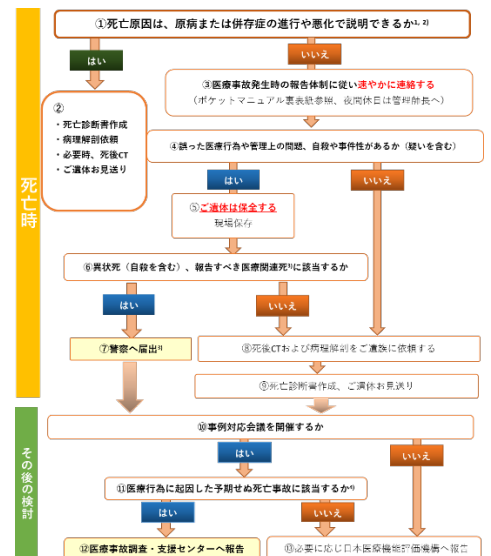 ①死亡原因は、原病または併存症の進行や悪化で説明できるか1, 2)
はい
いいえ
②
・死亡診断書作成
・病理解剖依頼
・必要時、死後CT
・ご遺体お見送り
③医療事故発生時の報告体制に従い速やかに連絡する
（ポケットマニュアル裏表紙参照、夜間休日は管理師長へ）
④誤った医療行為や管理上の問題、自殺や事件性があるか（疑いを含む）
はい
いいえ
⑤ご遺体は保全する
現場保存
⑥異状死（自殺を含む）、報告すべき医療関連死3)に該当するか
はい
いいえ
⑦警察へ届出3)
⑧死後CTおよび病理解剖をご遺族に依頼する
⑨死亡診断書作成、ご遺体お見送り
死亡時
⑩事例対応会議を開催するか
はい
いいえ
⑪医療行為に起因した予期せぬ死亡事故に該当するか4)
はい
いいえ
⑫医療事故調査・支援センターへ報告
⑬必要に応じ日本医療機能評価機構へ報告
その後の検討